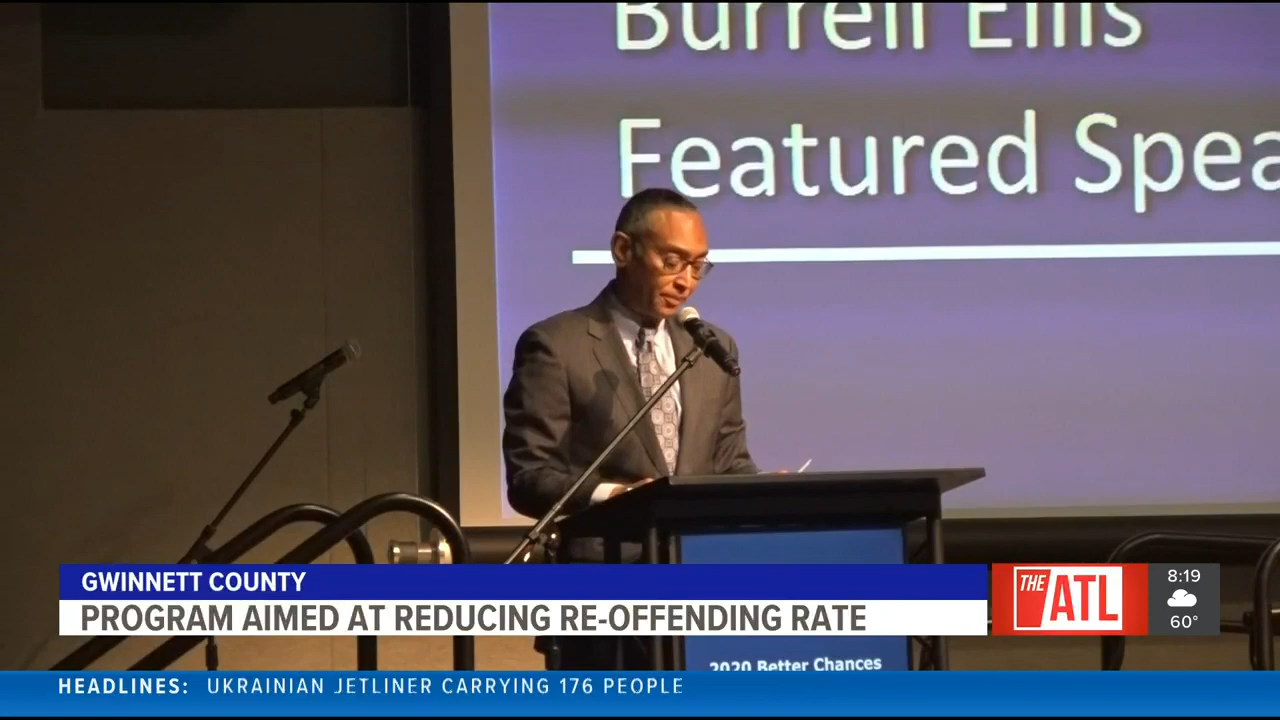 Burrell Ellis
Featured Spea
GWINNETT COUNTY
PROGRAM AIMED AT REDUCING RE-OFFENDING RATE
THE ATL
8:19
60°
2020 Better Chances
HEADLINES: UKRAINIAN JETLINER CARRYING 176 PEOPLE